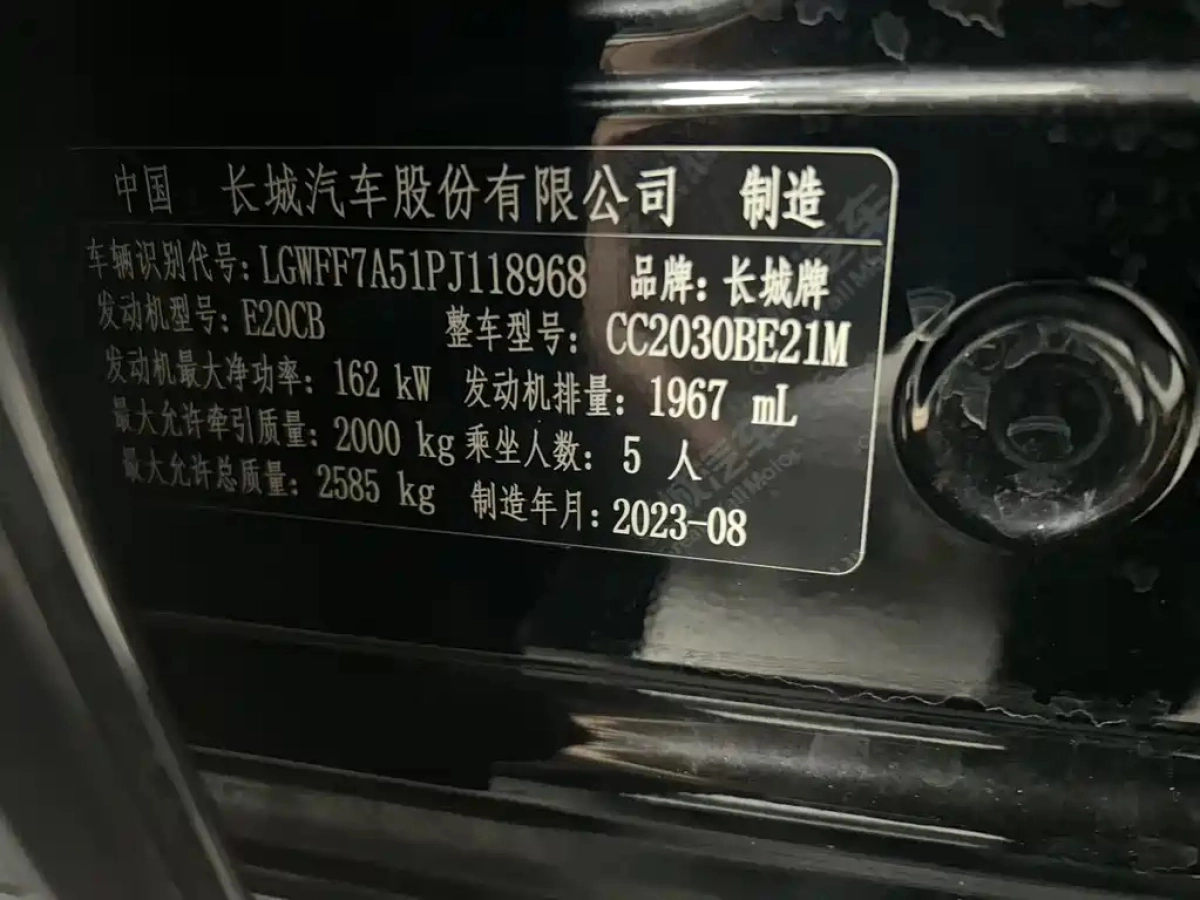 中国 长城汽车股份有限公司 制造
车辆识别代号: LGWFF7A51PJ118968 品牌: 长城牌
发动机型号: E20CB 整车型号: CC2030BE21M
发动机最大净功率: 162 kW 发动机排量: 1967 mL
最大允许牵引质量: 2000 kg 乘坐人数: 5 人
最大允许总质量: 2585 kg 制造年月: 2023-08